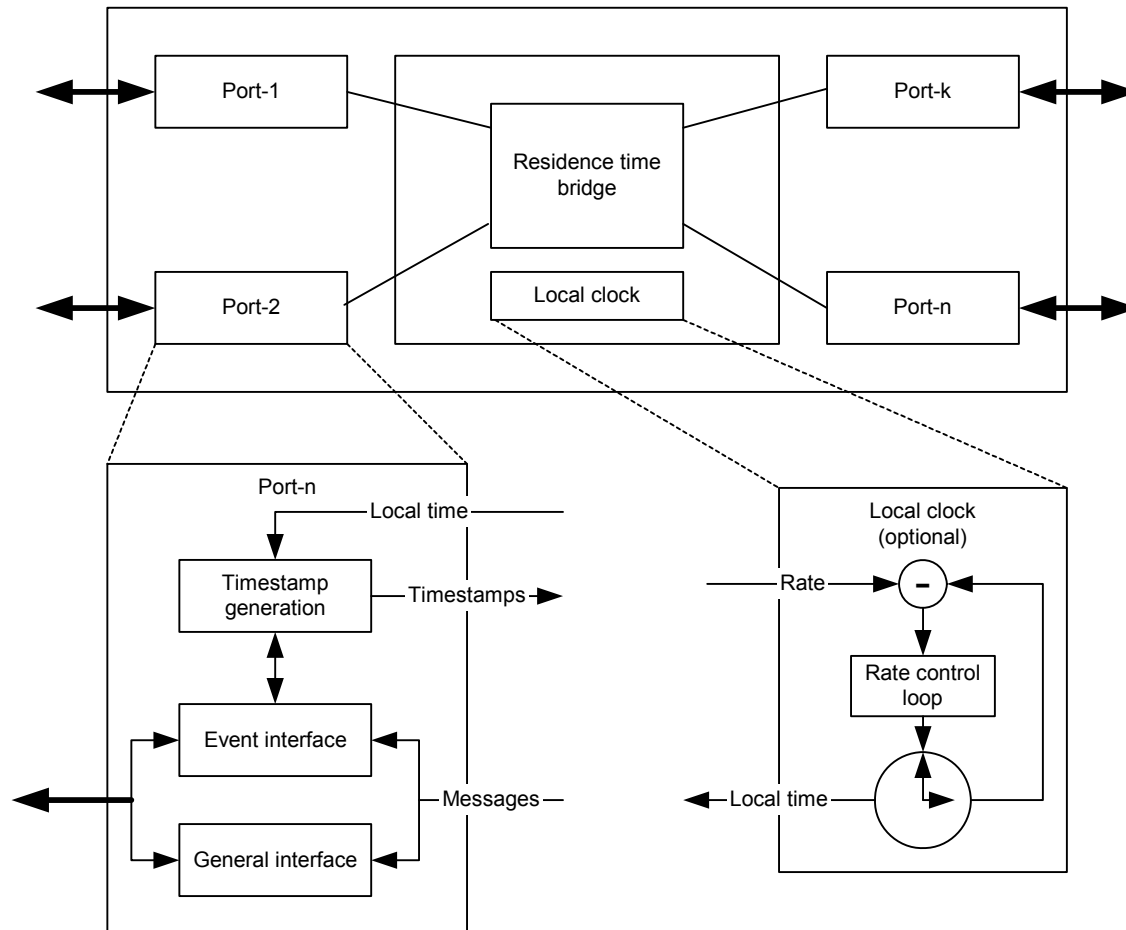 Port-1
Port-k
Residence time
bridge
Port-2
Local clock
Port-n
Port-n
Local time
Timestamp
generation
Timestamps
Event interface
Messages
General interface
Local clock
(optional)
Rate
-
Rate control
loop
Local time